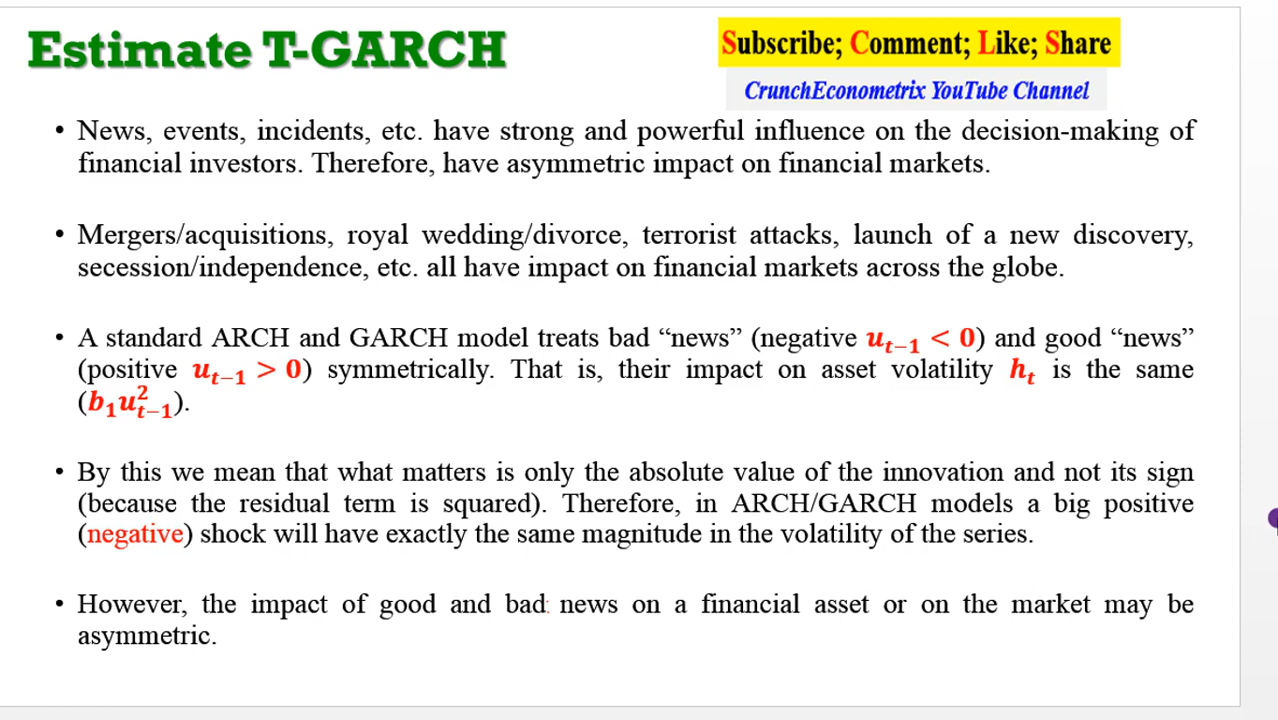 Estimate T-GARCH
Subscribe; Comment; Like; Share
CrunchEconometrix YouTube Channel
• News, events, incidents, etc. have strong and powerful influence on the decision-making of
financial investors. Therefore, have asymmetric impact on financial markets.
• Mergers/acquisitions, royal wedding/divorce, terrorist attacks, launch of a new discovery,
secession/independence, etc. all have impact on financial markets across the globe.
• A standard ARCH and GARCH model treats bad “news” (negative uₜ₋₁ < 0) and good “news”
(positive uₜ₋₁ > 0) symmetrically. That is, their impact on asset volatility hₜ is the same
(b₁u²ₜ₋₁).
• By this we mean that what matters is only the absolute value of the innovation and not its sign
(because the residual term is squared). Therefore, in ARCH/GARCH models a big positive
(negative) shock will have exactly the same magnitude in the volatility of the series.
• However, the impact of good and bad news on a financial asset or on the market may be
asymmetric.